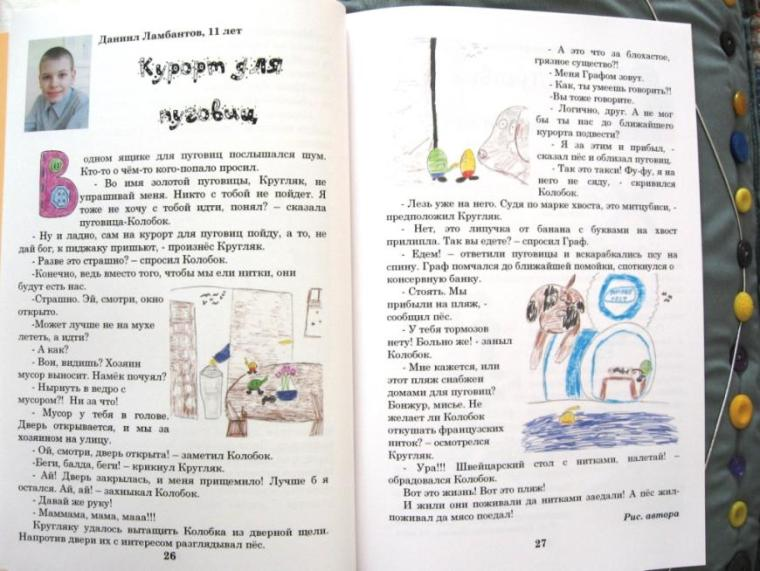 Даниил Ламбантов, 11 лет
Курорт для
пуговиц
В одном ящике для пуговиц послышался шум.
Кто-то о чём-то кого-попало просил.
- Во имя золотой пуговицы, Кругляк, не
упрашивай меня. Никто с тобой не пойдет. Я
тоже не хочу с тобой идти, понял? – сказала
пуговица-Колобок.
- Ну и ладно, сам на курорт для пуговиц пойду, а то, не
дай бог, к пиджаку пришьют, - произнёс Кругляк.
- Разве это страшно? – спросил Колобок.
-Конечно, ведь вместо того, чтобы мы ели нитки, они
будут есть нас.
-Страшно. Эй, смотри, окно
открыто.
-Может лучше не на мухе
лететь, а идти?
- А как?
- Вон, видишь? Хозяин
мусор выносит. Намёк почуял?
- Нырнуть в ведро с
мусором?! Ни за что!
- Мусор у тебя в голове.
Дверь открывается, и мы за
хозяином на улицу.
- Ой, смотри, дверь открыта! – заметил Колобок.
-Беги, балда, беги! – крикнул Кругляк.
- Ай! Дверь закрылась, и меня прищемило! Лучше б я
остался. Ай, ай! – захныкал Колобок.
- Давай же руку!
- Маммама, мама, мааа!!!
Кругляку удалось вытащить Колобка из дверной щели.
Напротив двери их с интересом разглядывал пёс.
26
- А это что за блохастое,
грязное существо?!
- Меня Графом зовут.
- Как, ты умеешь говорить?!
-Вы тоже говорите.
- Логично, друг. А не мог
бы ты нас до ближайшего
курорта подвести?
- Я за этим и прибыл, -
сказал пёс и облизал пуговиц.
- Так это такси! Фу-фу, я на
него не сяду, - скривился
Колобок.
- Лезь уже на него. Судя по марке хвоста, это митцубиси, -
предположил Кругляк.
- Нет, это липучка от банана с буквами на хвост
прилипла. Так вы едете? – спросил Граф.
- Едем! – ответили пуговицы и вскарабкались псу на
спину. Граф помчался до ближайшей помойки, споткнулся о
консервную банку.
- Стоять. Мы
прибыли на пляж, -
сообщил пёс.
- У тебя тормозов
нету! Больно же! - заныл
Колобок.
- Мне кажется, или
этот пляж снабжен
домами для пуговиц?
Бонжур, мисье. Не
желает ли Колобок
откушать французских
ниток? – осмотрелся
Кругляк.
- Ура!!! Швейцарский стол с нитками, налетай! –
обрадовался Колобок.
Вот это жизнь! Вот это пляж!
И жили они поживали да нитками заедали! А пёс жил-
поживал да мясо поедал!
Рис. автора
27